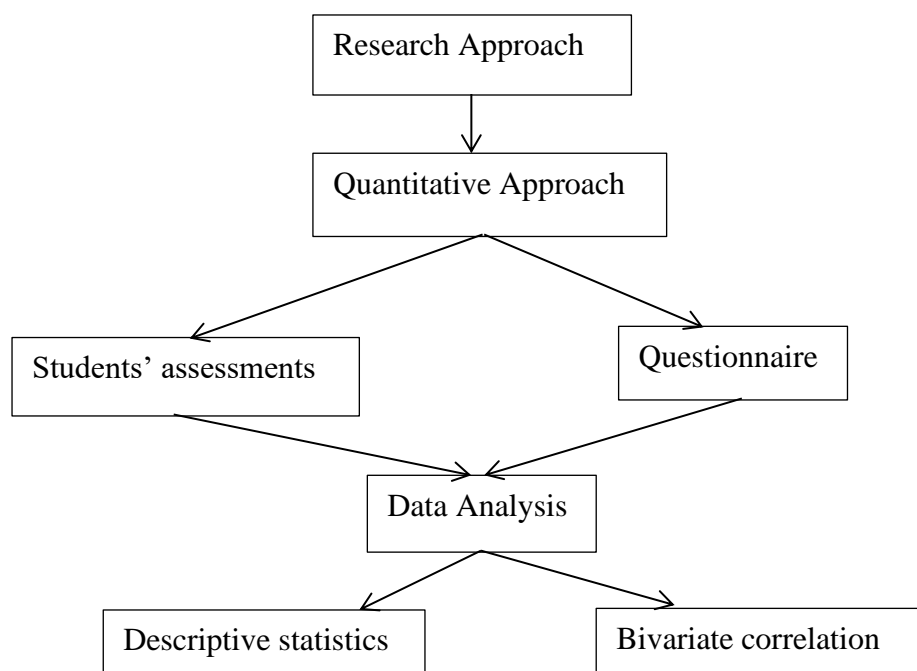 Research Approach
Quantitative Approach
Students’ assessments
Questionnaire
Data Analysis
Descriptive statistics
Bivariate correlation